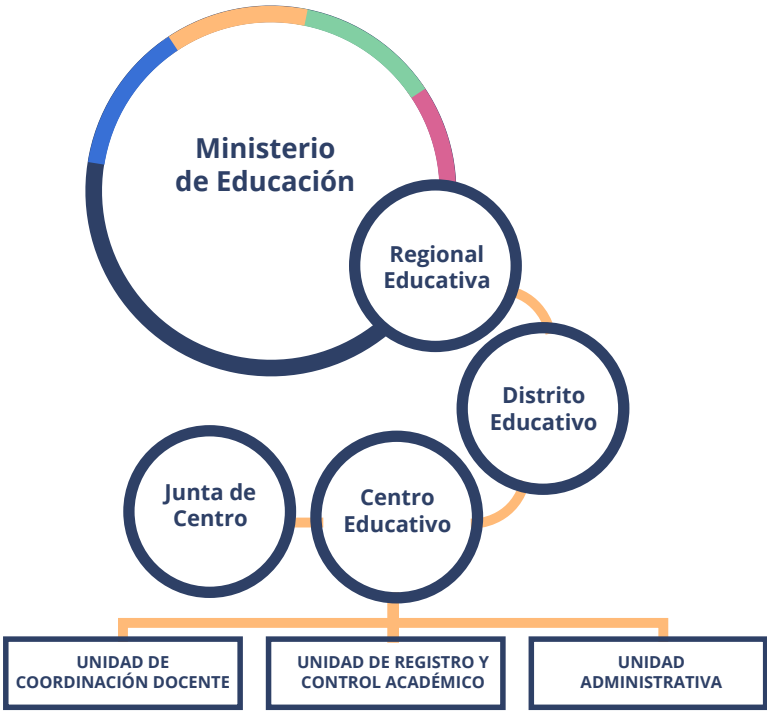 Ministerio
de Educación
Regional
Educativa
Distrito
Educativo
Junta de
Centro
Centro
Educativo
UNIDAD DE
COORDINACIÓN DOCENTE
UNIDAD DE REGISTRO Y
CONTROL ACADÉMICO
UNIDAD
ADMINISTRATIVA